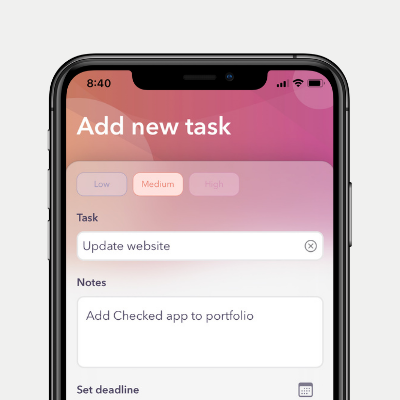 8:40
Add new task
Low Medium High
Task
Update website
Notes
Add Checked app to portfolio
Set deadline